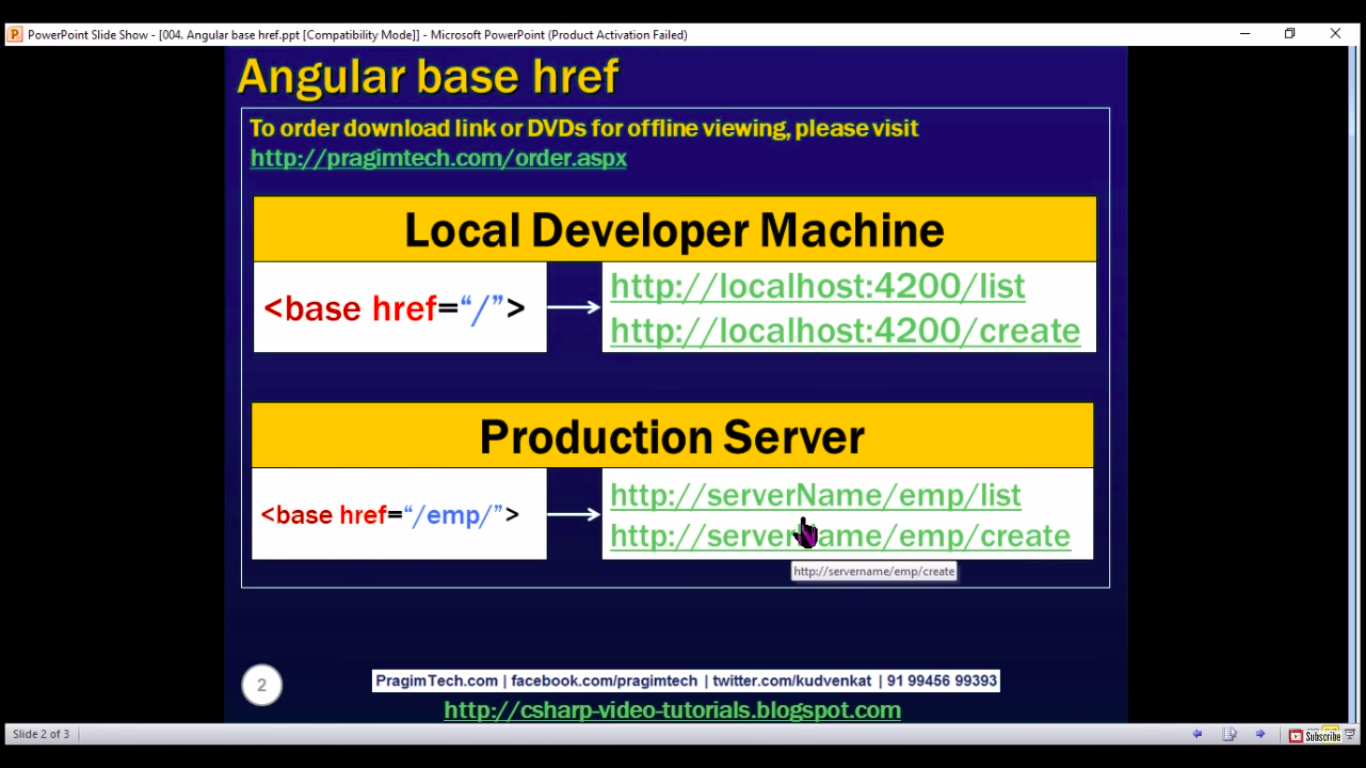 PowerPoint Slide Show - [004. Angular base href.ppt [Compatibility Mode]] - Microsoft PowerPoint (Product Activation Failed)
Angular base href
To order download link or DVDs for offline viewing, please visit
http://pragimtech.com/order.aspx
Local Developer Machine
<base href=“/”>
http://localhost:4200/list
http://localhost:4200/create
Production Server
<base href=“/emp/”>
http://serverName/emp/list
http://serverName/emp/create
http://servername/emp/create
2
PragimTech.com | facebook.com/pragimtech | twitter.com/kudvenkat | 91 99456 99393
http://csharp-video-tutorials.blogspot.com
Slide 2 of 3
Subscribe